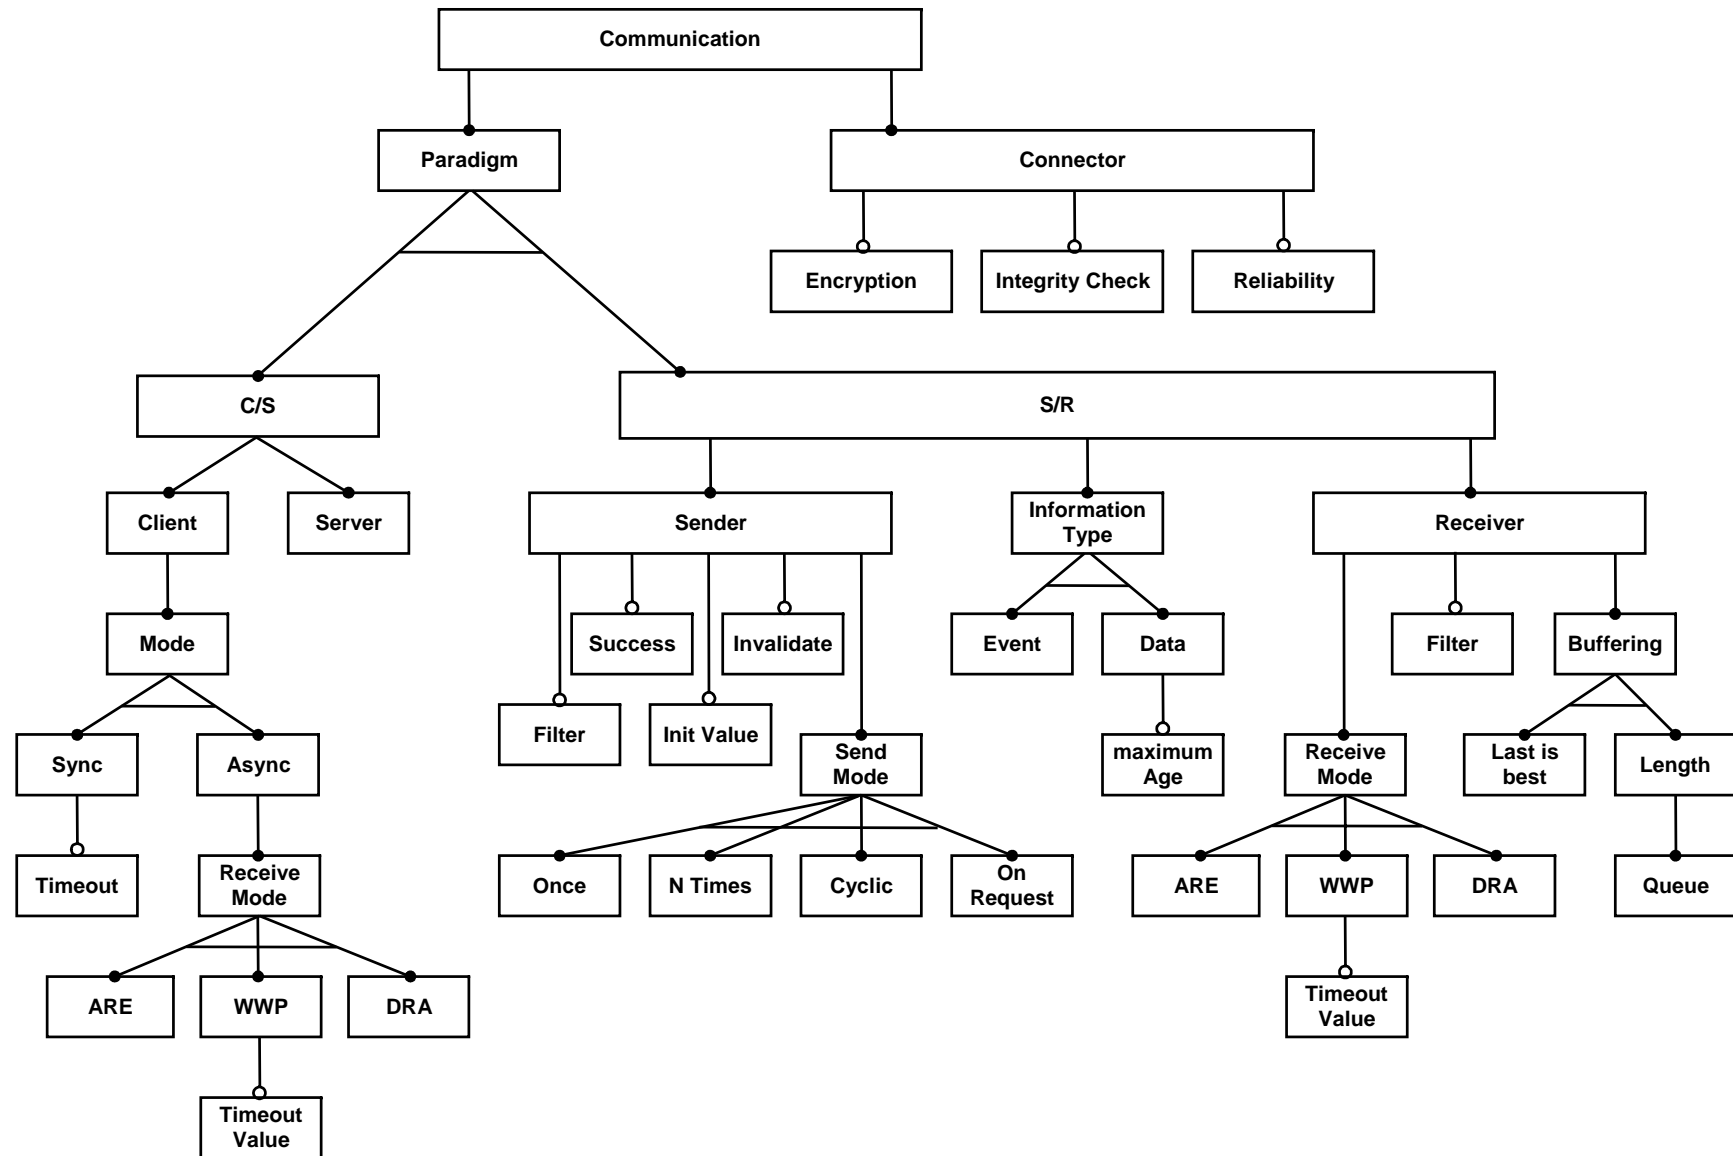 Communication
Paradigm
Connector
Encryption
Integrity Check
Reliability
C/S
S/R
Client
Server
Sender
Information
Type
Receiver
Mode
Success
Invalidate
Event
Data
Filter
Buffering
Filter
Init Value
Sync
Async
Send
Mode
maximum
Age
Receive
Mode
Last is
best
Length
Timeout
Receive
Mode
Once
N Times
Cyclic
On
Request
ARE
WWP
DRA
Queue
ARE
WWP
DRA
Timeout
Value
Timeout
Value